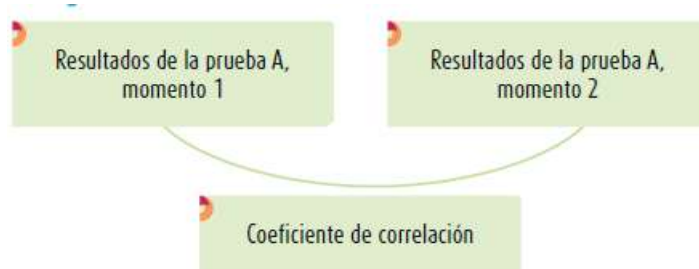 Resultados de la prueba A,
momento 1
Resultados de la prueba A,
momento 2
Coeficiente de correlación